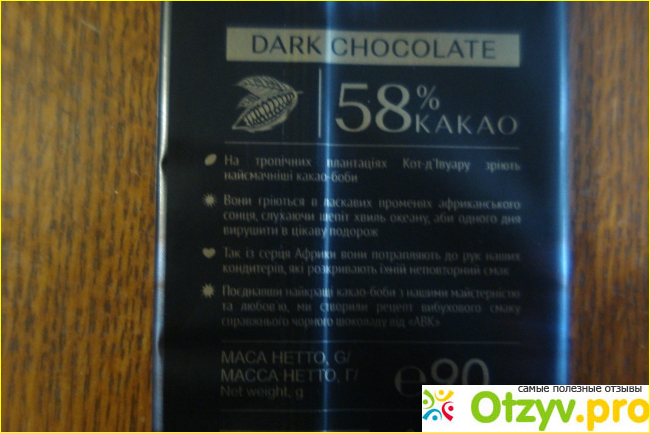 DARK CHOCOLATE
58%
КАКАО
На тропічних плантаціях Кот-д'Івуару зріють
найсмачніші какао-боби
Вони гріються в ласкавих променях африканського
сонця, слухаючи шепіт хвиль океану, аби одного дня
вирушити в цікаву подорож
Так із серця Африки вони потрапляють до рук наших
кондитерів, які розкривають їхній неповторний смак
Поєднавши найкращі какао-боби з нашими майстерністю
та любов'ю, ми створили рецепт вибухового смаку
справжнього чорного шоколаду від «АВК»
МАСА НЕТТО, G/
МАССА НЕТТО, Г/
Net weight, g
℮90
самые полезные отзывы
Otzyv.pro